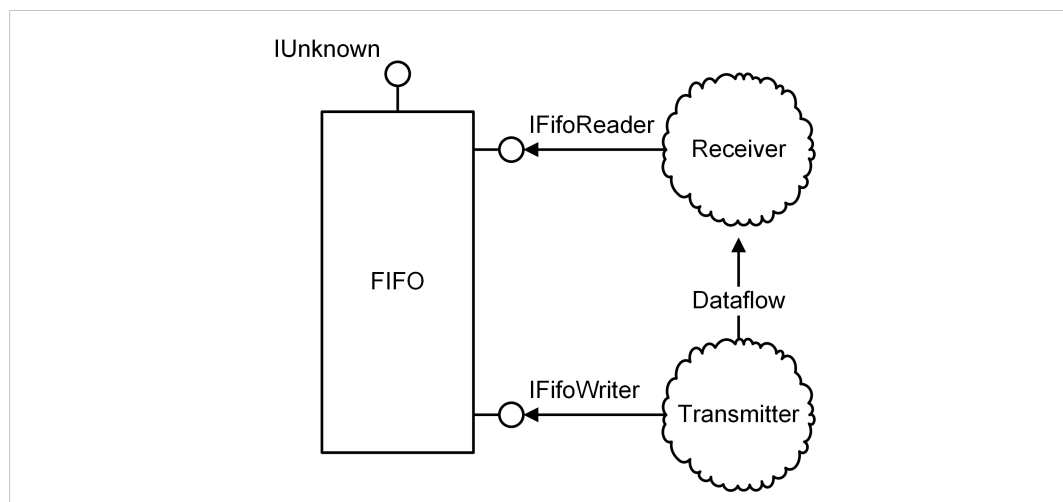 IUnknown
IFifoReader
Receiver
FIFO
Dataflow
IFifoWriter
Transmitter